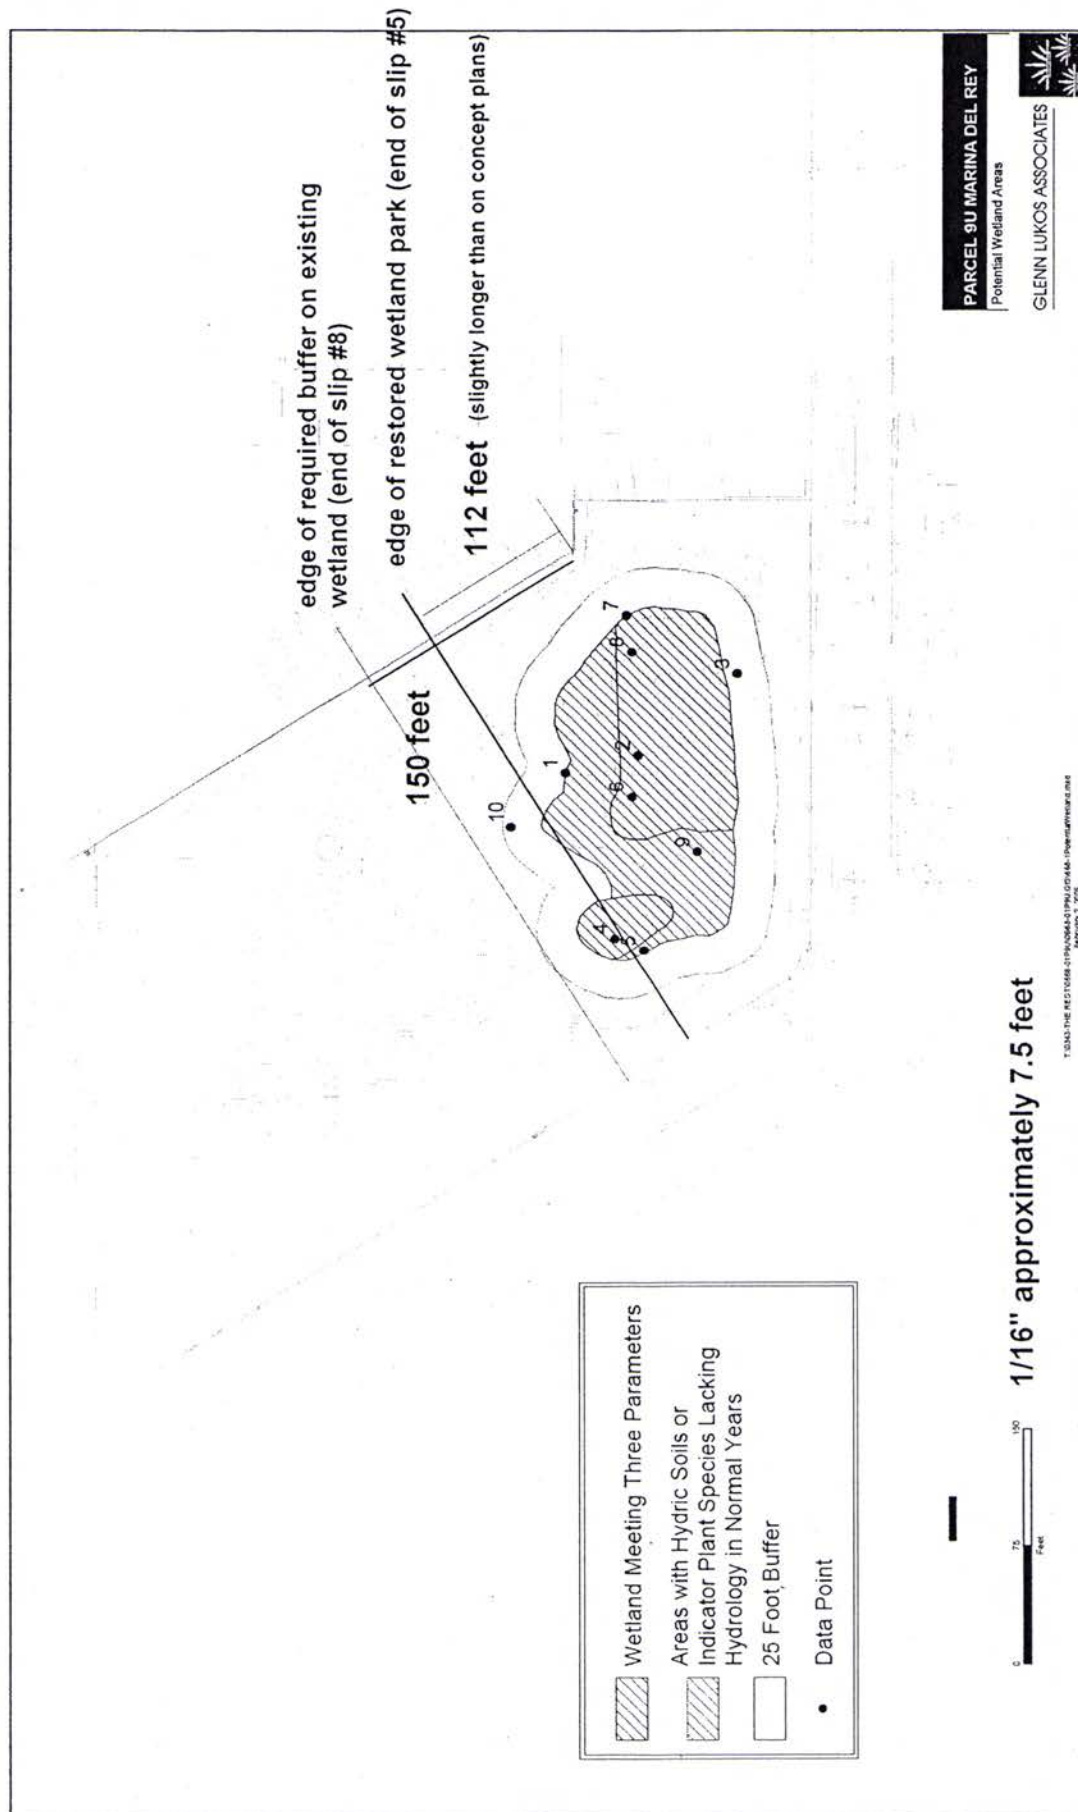 edge of required buffer on existing
wetland (end of slip #8)
edge of restored wetland park (end of slip #5)
112 feet (slightly longer than on concept plans)
150 feet
10
1
7
2
3
9
4
5
Wetland Meeting Three Parameters
Areas with Hydric Soils or
Indicator Plant Species Lacking
Hydrology in Normal Years
25 Foot Buffer
Data Point
0
75
150
Feet
1/16" approximately 7.5 feet
PARCEL 9U MARINA DEL REY
Potential Wetland Areas
GLENN LUKOS ASSOCIATES